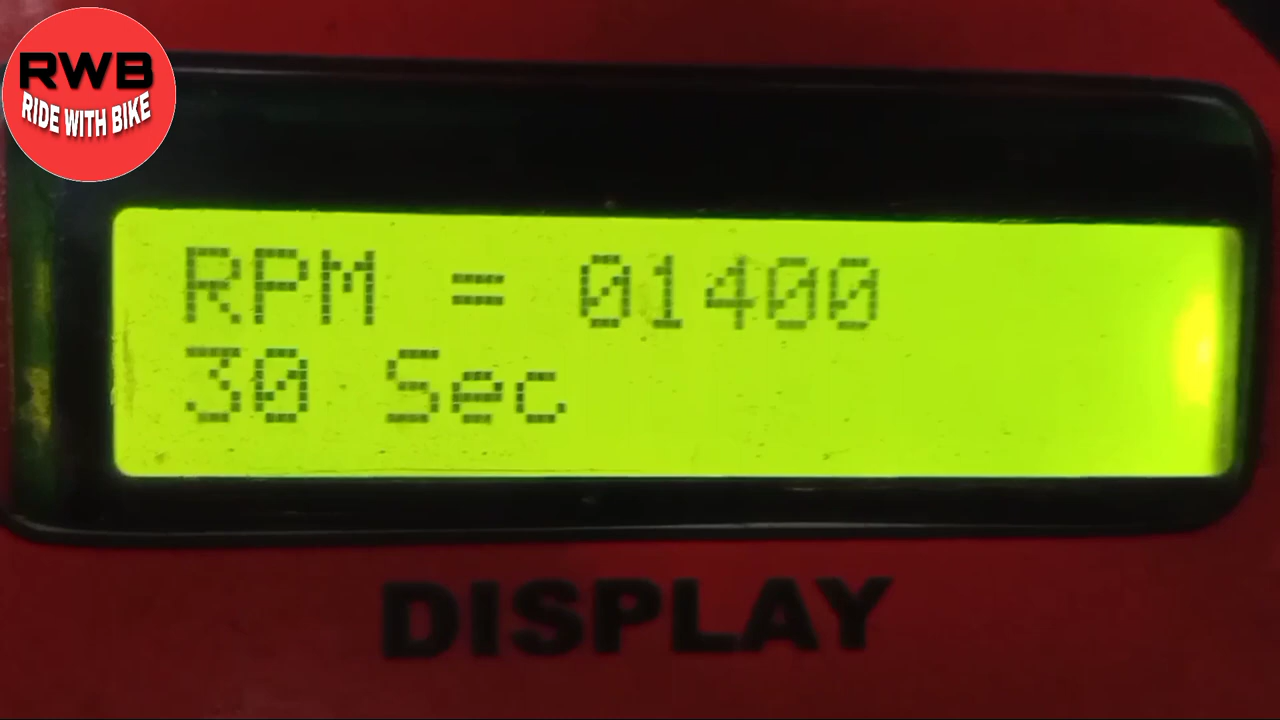 RWB
RIDE WITH BIKE
RPM = 01400
30 Sec
DISPLAY